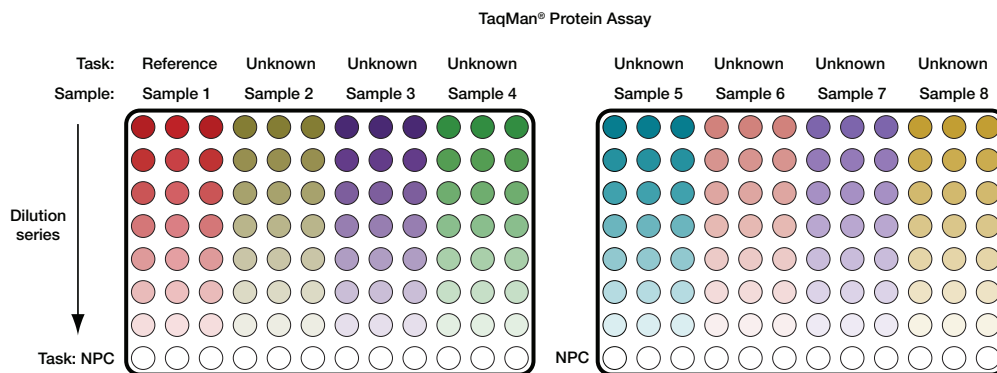 TaqMan® Protein Assay
Task: Reference Unknown Unknown Unknown Unknown Unknown Unknown Unknown
Sample: Sample 1 Sample 2 Sample 3 Sample 4 Sample 5 Sample 6 Sample 7 Sample 8
Dilution
series
Task: NPC NPC